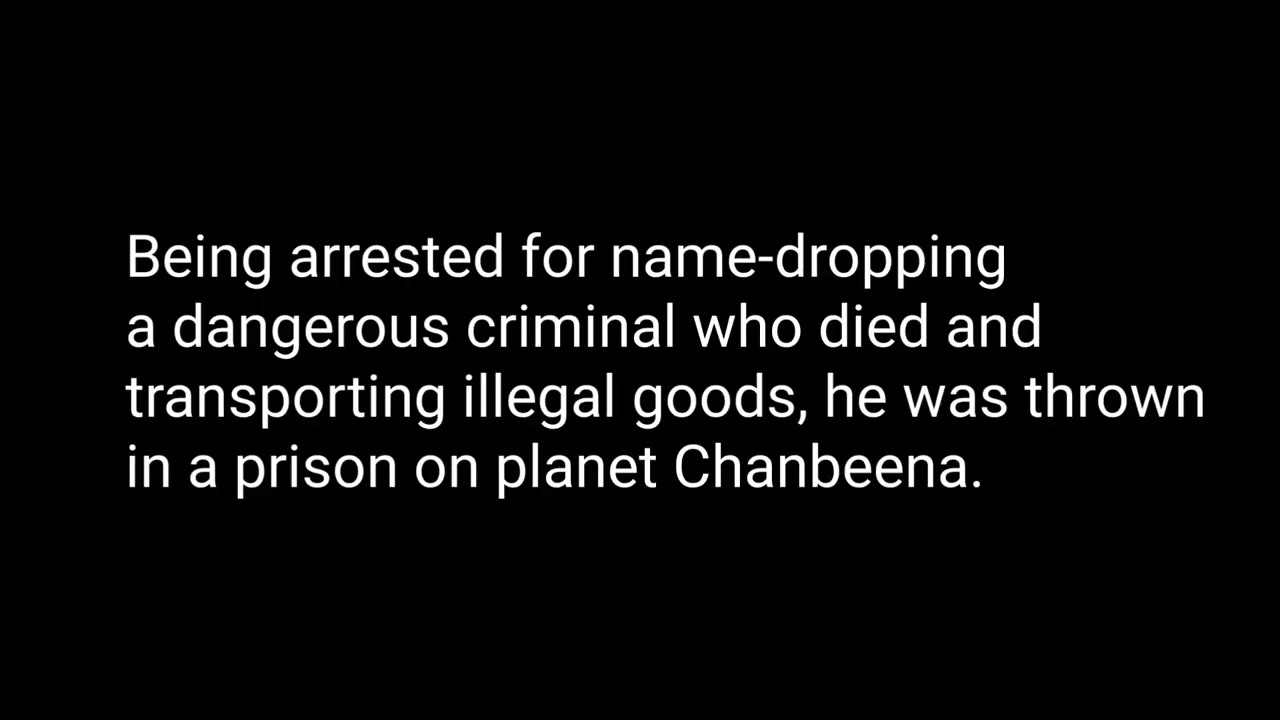 Being arrested for name-dropping
a dangerous criminal who died and
transporting illegal goods, he was thrown
in a prison on planet Chanbeena.